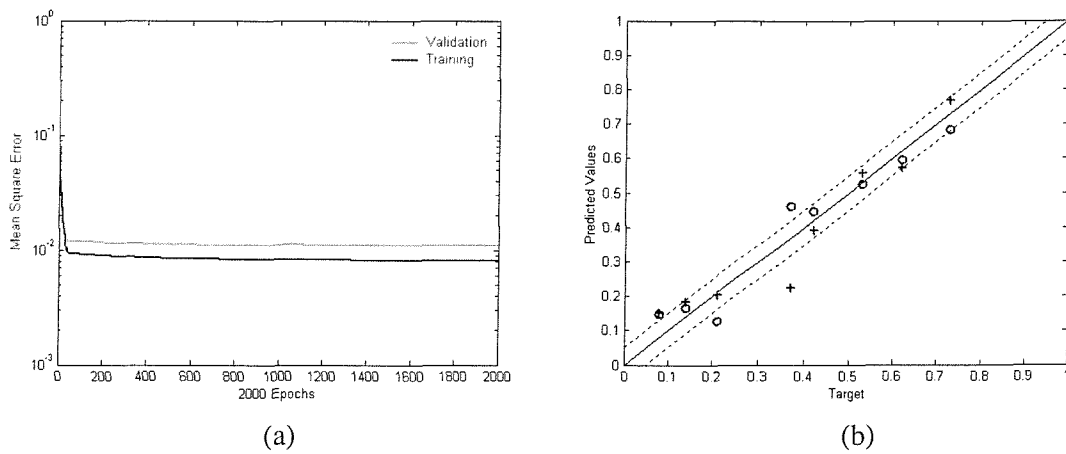 10⁰
10⁻¹
10⁻²
10⁻³
Mean Square Error
Validation
Training
0 200 400 600 800 1000 1200 1400 1600 1800 2000
2000 Epochs
(a)
1
0.9
0.8
0.7
0.6
0.5
0.4
0.3
0.2
0.1
0
Predicted Values
0 0.1 0.2 0.3 0.4 0.5 0.6 0.7 0.8 0.9 1
Target
(b)